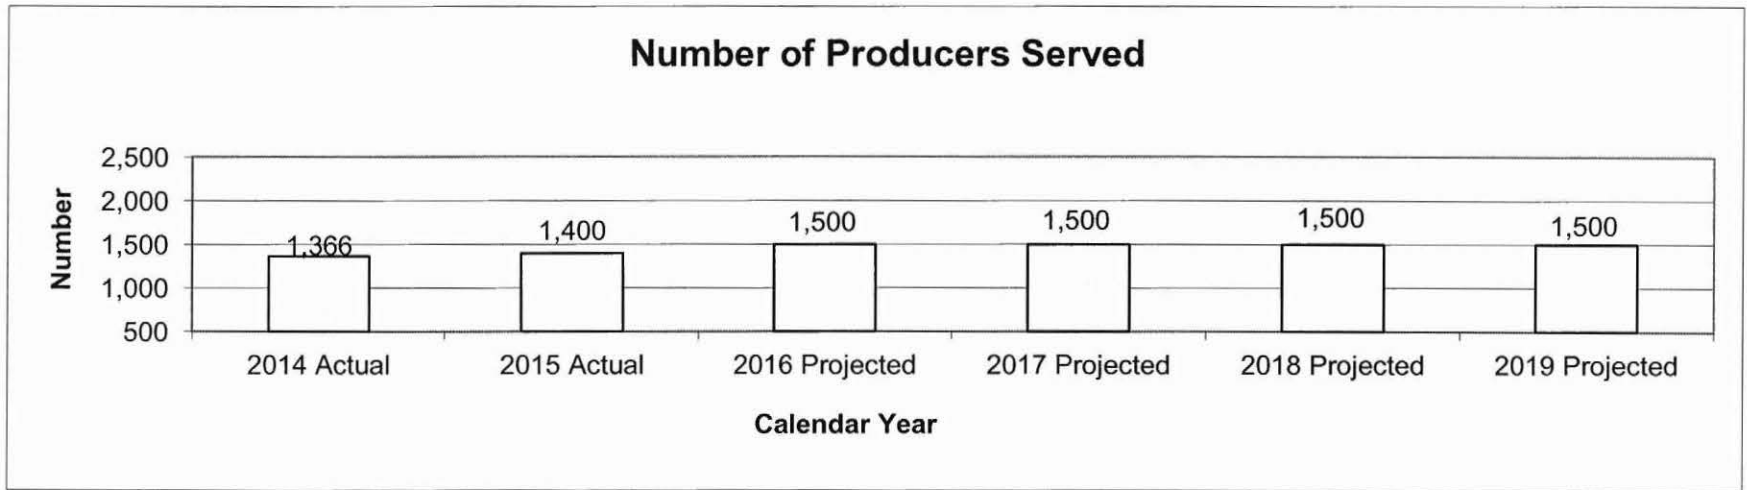 Number of Producers Served
2,500
2,000
1,500
1,000
500
Number
1,366
1,400
1,500
1,500
1,500
1,500
2014 Actual
2015 Actual
2016 Projected
2017 Projected
2018 Projected
2019 Projected
Calendar Year